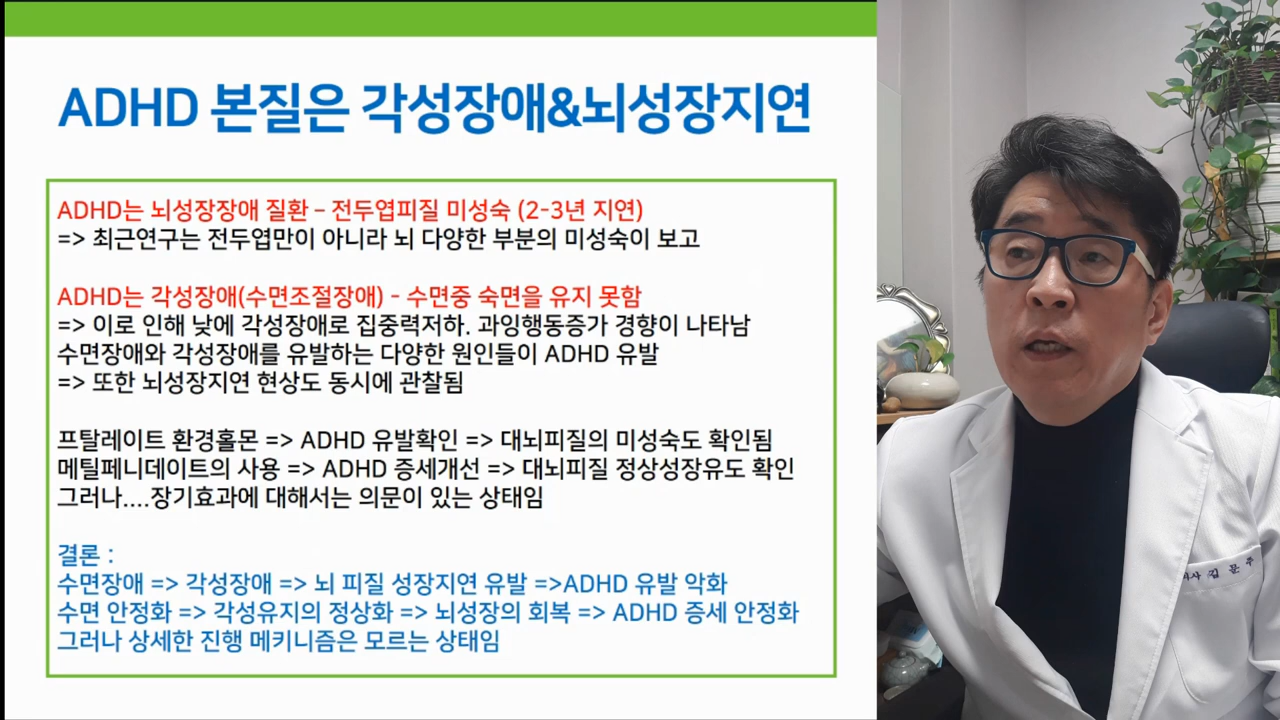 ADHD 본질은 각성장애&뇌성장지연
ADHD는 뇌성장장애 질환 – 전두엽피질 미성숙 (2-3년 지연)
=> 최근연구는 전두엽만이 아니라 뇌 다양한 부분의 미성숙이 보고
ADHD는 각성장애(수면조절장애) - 수면중 숙면을 유지 못함
=> 이로 인해 낮에 각성장애로 집중력저하. 과잉행동증가 경향이 나타남
수면장애와 각성장애를 유발하는 다양한 원인들이 ADHD 유발
=> 또한 뇌성장지연 현상도 동시에 관찰됨
프탈레이트 환경홀몬 => ADHD 유발확인 => 대뇌피질의 미성숙도 확인됨
메틸페니데이트의 사용 => ADHD 증세개선 => 대뇌피질 정상성장유도 확인
그러나....장기효과에 대해서는 의문이 있는 상태임
결론 :
수면장애 => 각성장애 => 뇌 피질 성장지연 유발 =>ADHD 유발 악화
수면 안정화 => 각성유지의 정상화 => 뇌성장의 회복 => ADHD 증세 안정화
그러나 상세한 진행 메키니즘은 모르는 상태임